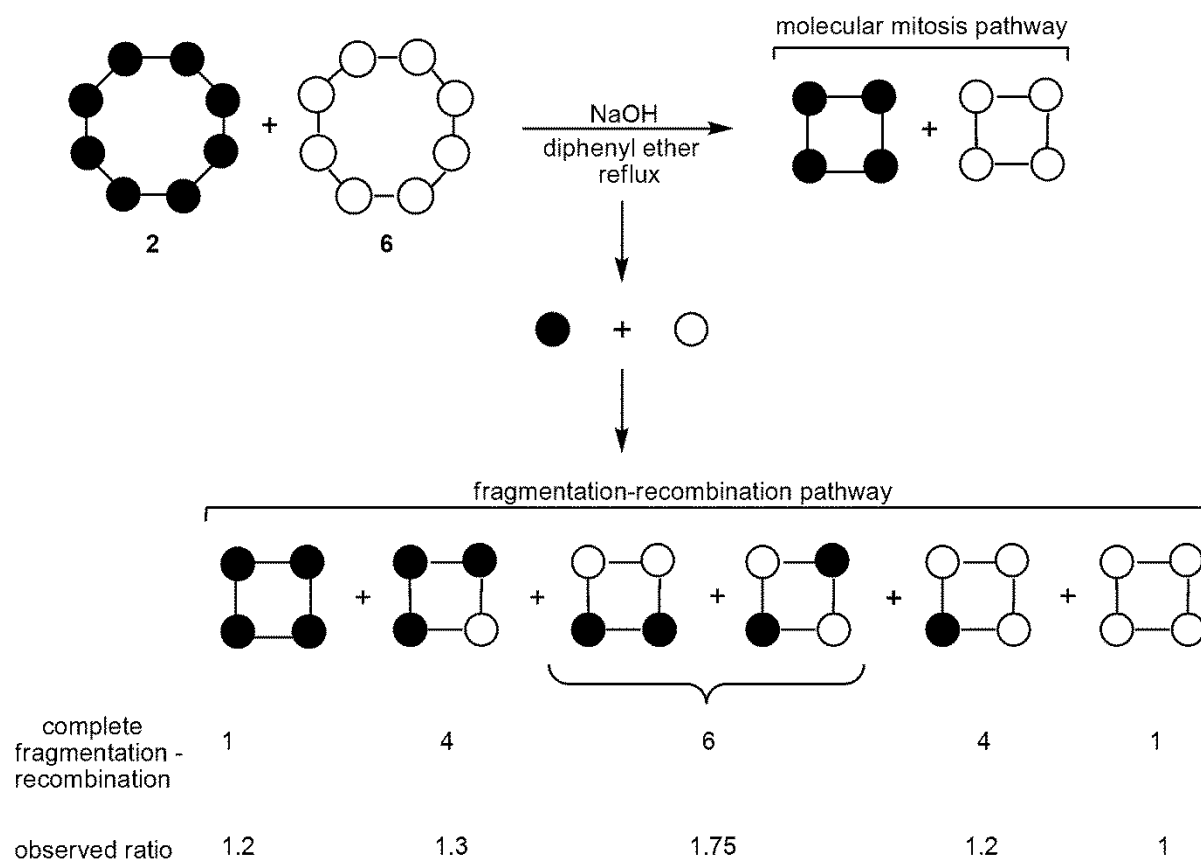 molecular mitosis pathway
+
+
NaOH
diphenyl ether
reflux
2
6
+
fragmentation-recombination pathway
+
+
+
+
+
complete
fragmentation -
recombination
1
4
6
4
1
observed ratio
1.2
1.3
1.75
1.2
1